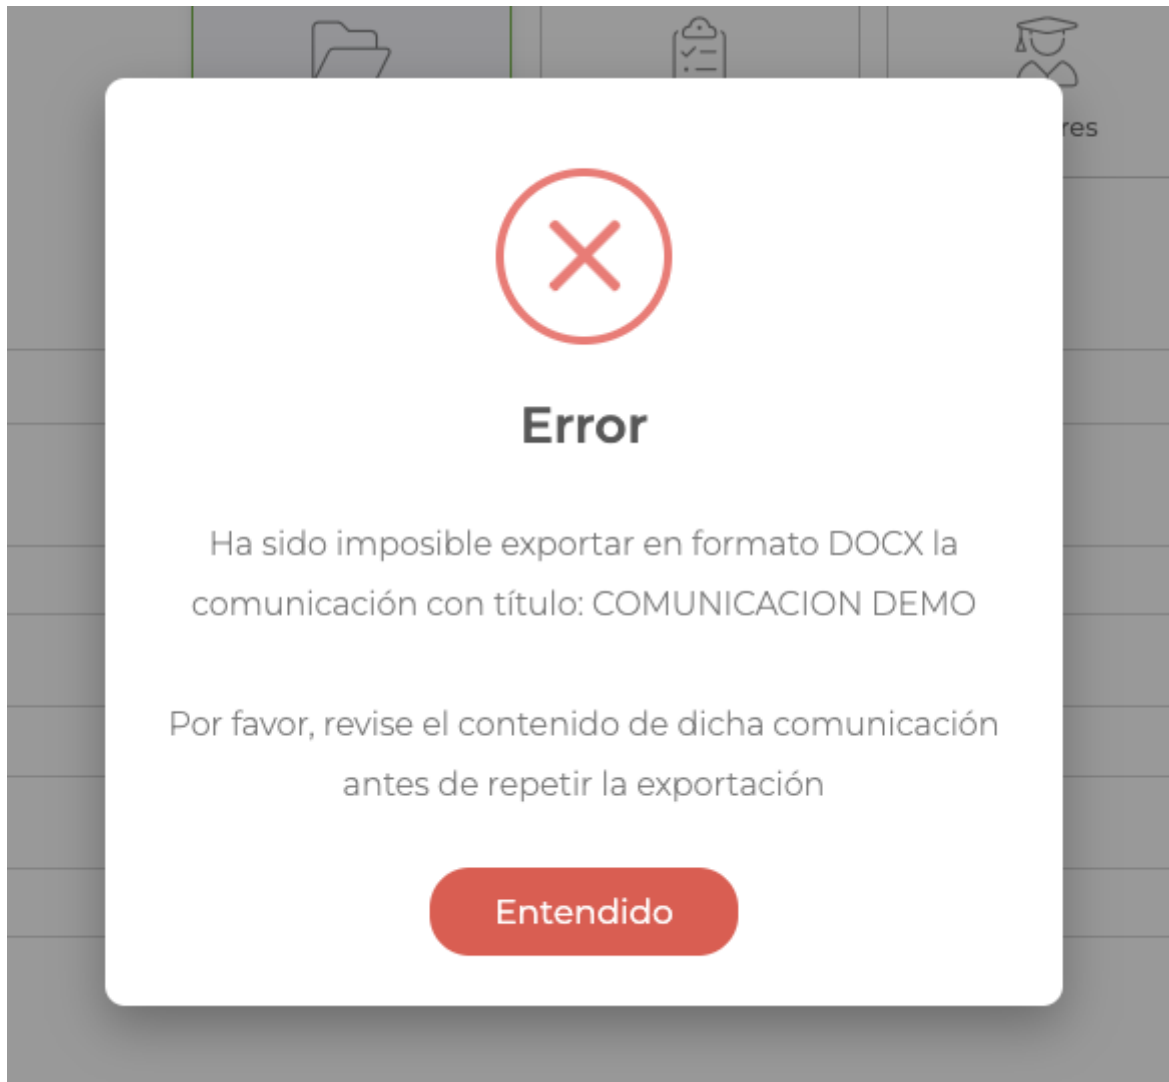 res
Error
Ha sido imposible exportar en formato DOCX la
comunicación con título: COMUNICACION DEMO
Por favor, revise el contenido de dicha comunicación
antes de repetir la exportación
Entendido